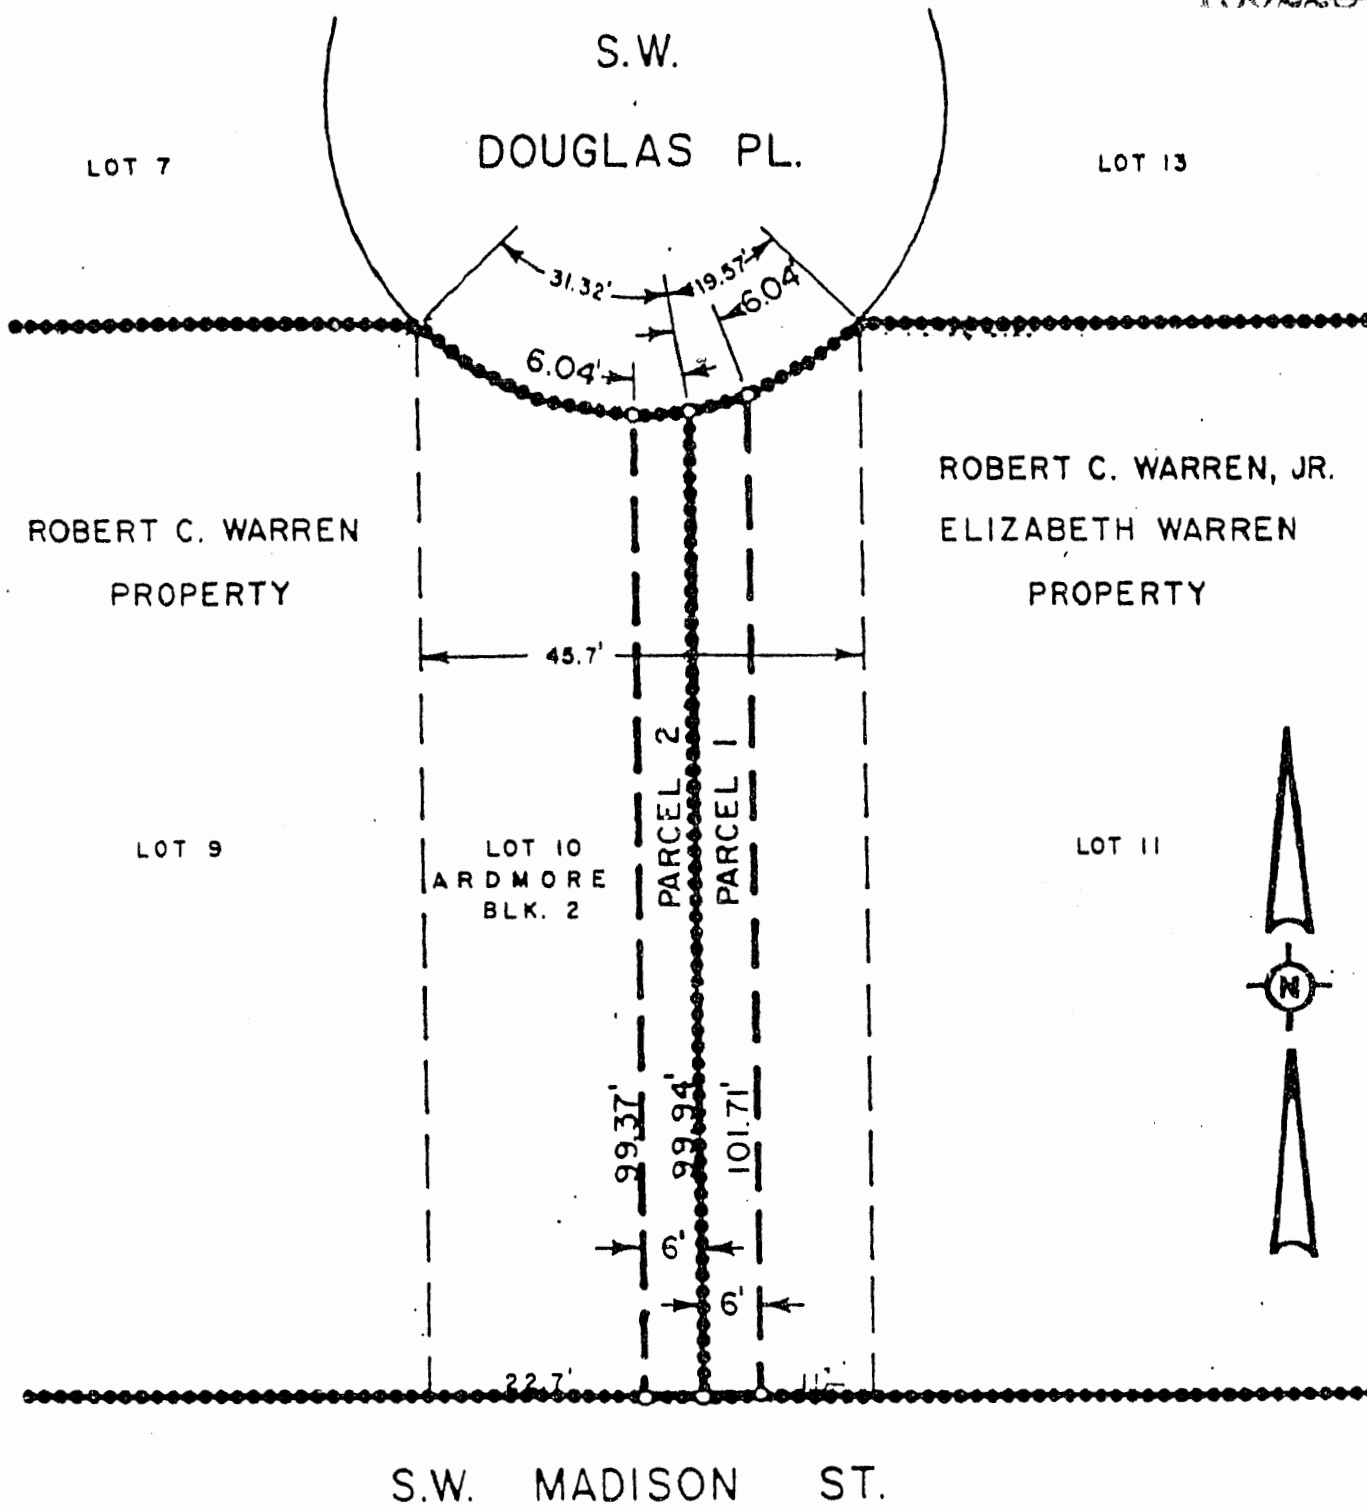 S.W.
DOUGLAS PL.
LOT 7
LOT 13
31.32'
19.57'
6.04'
6.04'
ROBERT C. WARREN
PROPERTY
ROBERT C. WARREN, JR.
ELIZABETH WARREN
PROPERTY
45.7'
PARCEL 2
PARCEL 1
LOT 9
LOT 10
ARDMORE
BLK. 2
LOT 11
N
99.37'
99.94'
101.71'
6'
6'
22.7'
S.W. MADISON ST.